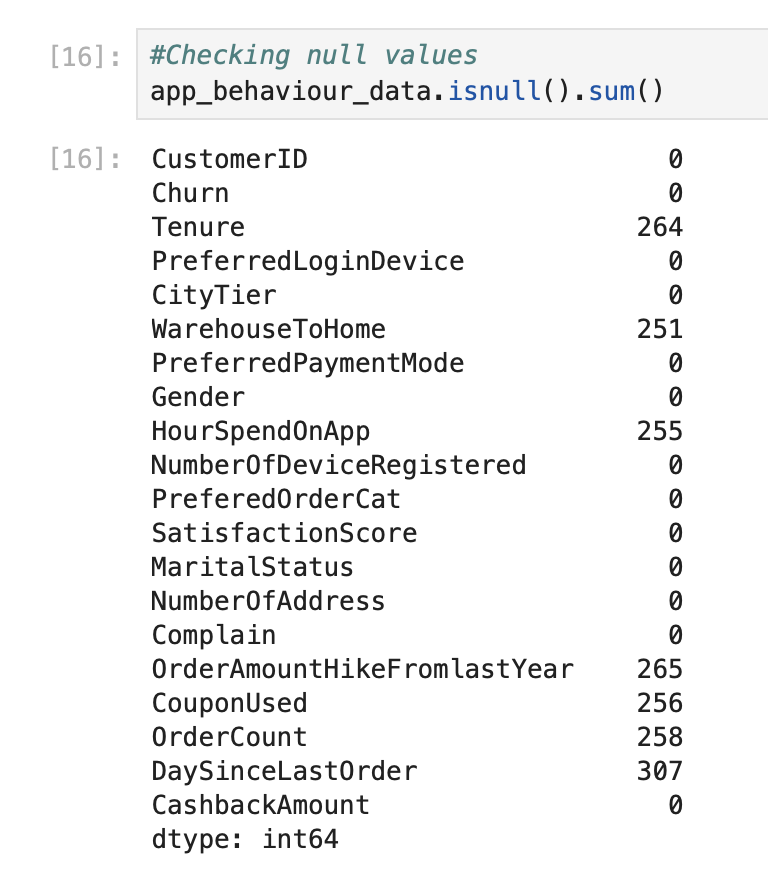 [16]: #Checking null values
app_behaviour_data.isnull().sum()
[16]: CustomerID 0
Churn 0
Tenure 264
PreferredLoginDevice 0
CityTier 0
WarehouseToHome 251
PreferredPaymentMode 0
Gender 0
HourSpendOnApp 255
NumberOfDeviceRegistered 0
PreferedOrderCat 0
SatisfactionScore 0
MaritalStatus 0
NumberOfAddress 0
Complain 0
OrderAmountHikeFromlastYear 265
CouponUsed 256
OrderCount 258
DaySinceLastOrder 307
CashbackAmount 0
dtype: int64